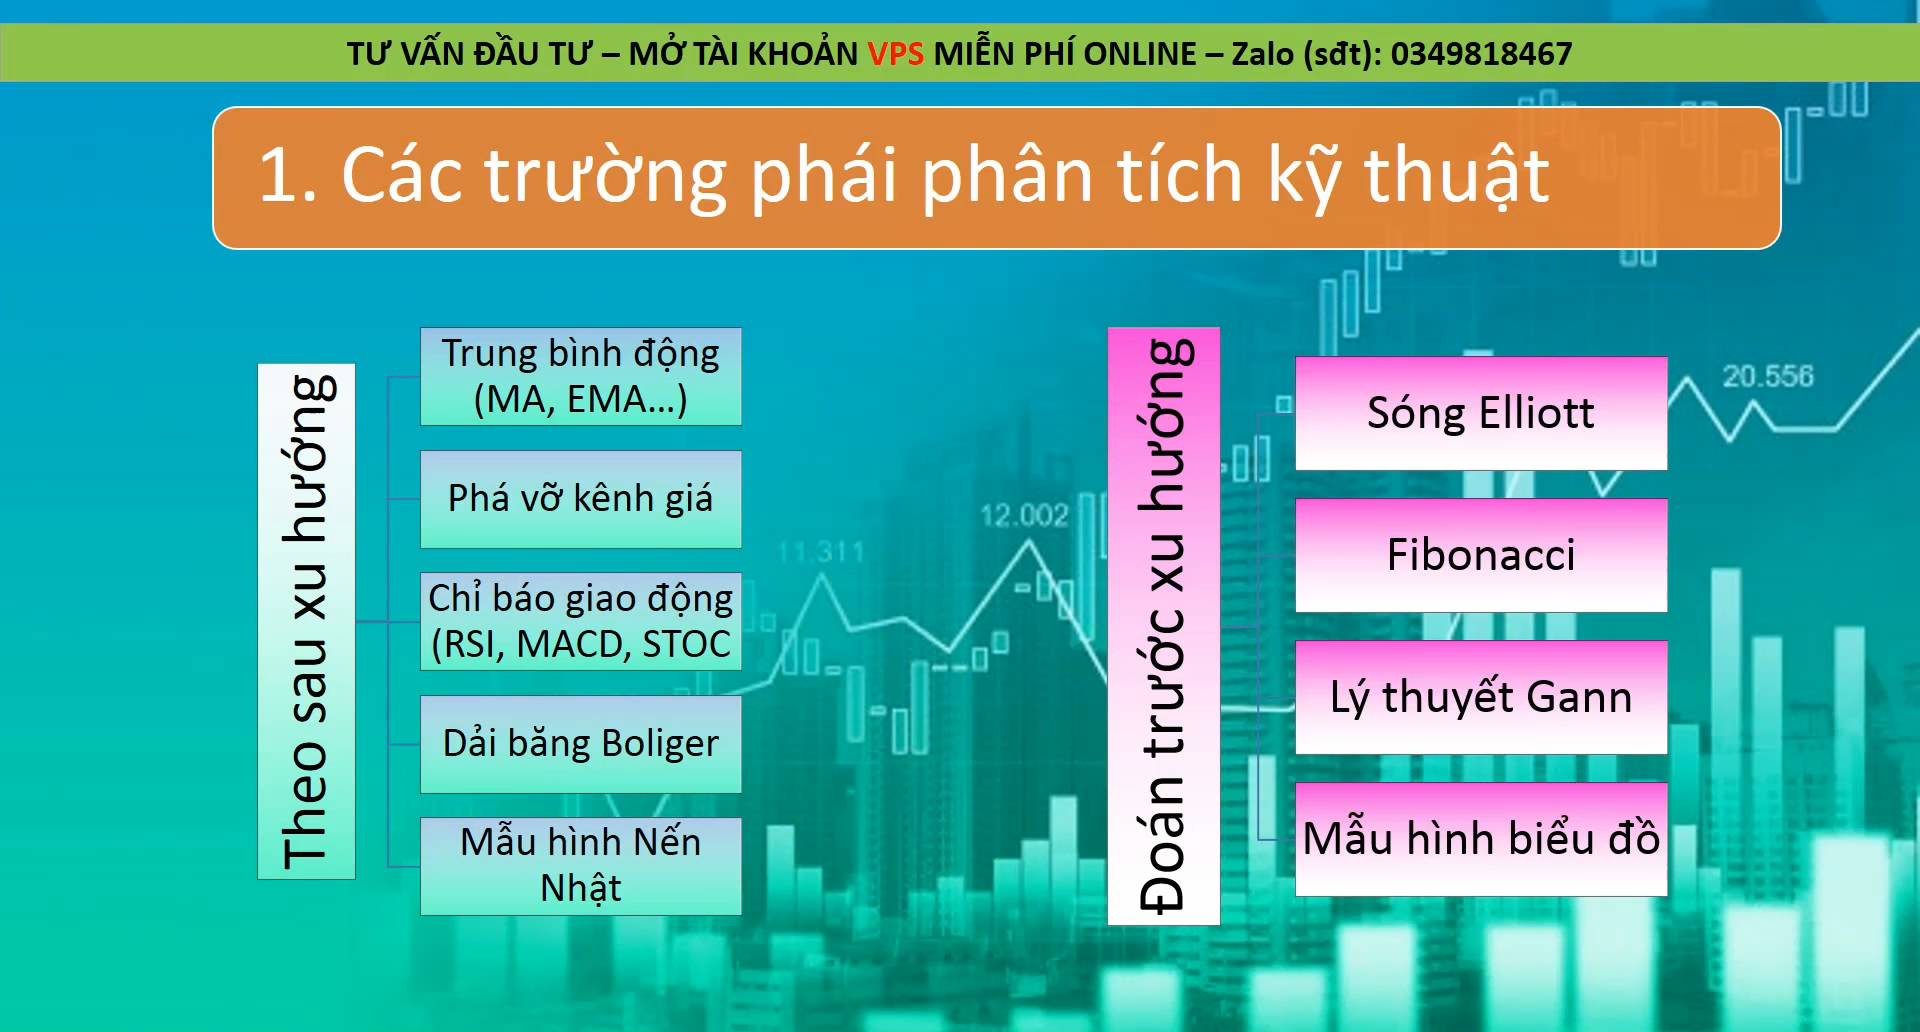 TƯ VẤN ĐẦU TƯ – MỞ TÀI KHOẢN VPS MIỄN PHÍ ONLINE – Zalo (sđt): 0349818467
1. Các trường phái phân tích kỹ thuật
Theo sau xu hướng
Trung bình động
(MA, EMA...)
Phá vỡ kênh giá
Chỉ báo giao động
(RSI, MACD, STOC
Dải băng Boliger
Mẫu hình Nến
Nhật
Đoán trước xu hướng
Sóng Elliott
Fibonacci
Lý thuyết Gann
Mẫu hình biểu đồ
11.311
12.002
20.556